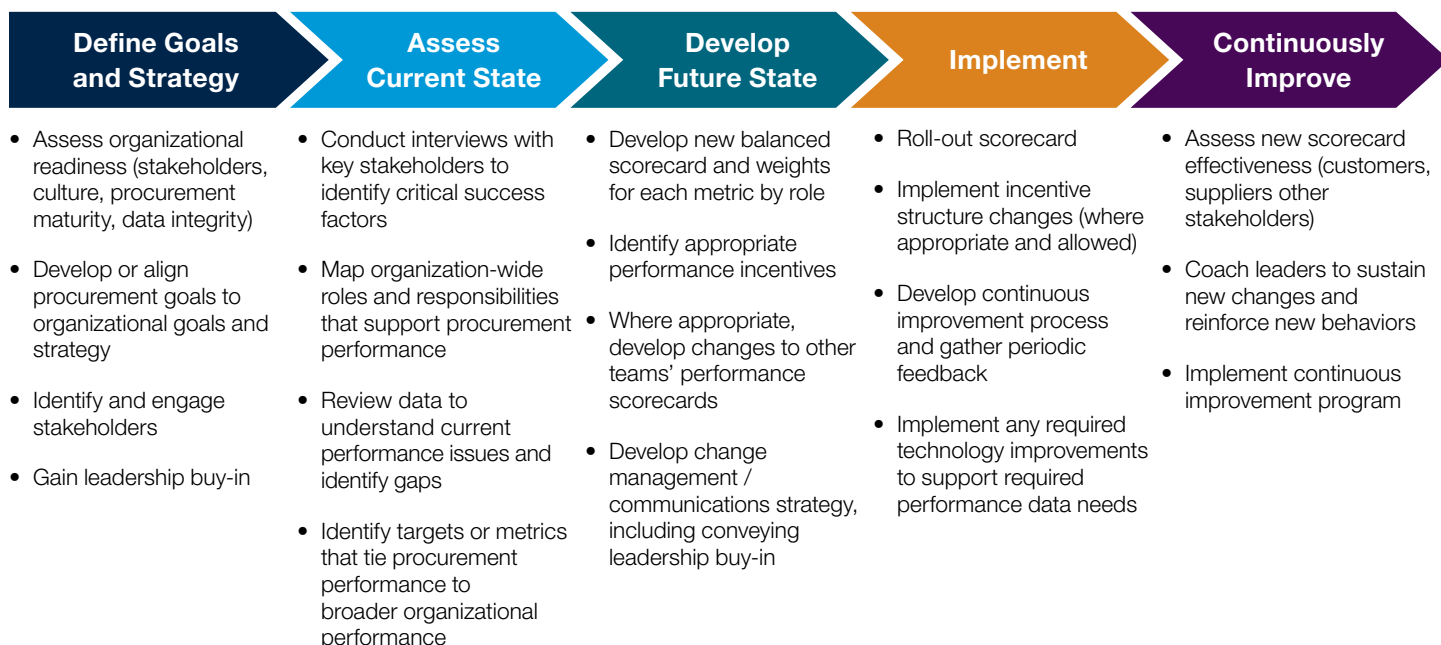 Define Goals
and Strategy
Assess
Current State
Develop
Future State
Implement
Continuously
Improve
• Assess organizational
readiness (stakeholders,
culture, procurement
maturity, data integrity)
• Develop or align
procurement goals to
organizational goals and
strategy
• Identify and engage
stakeholders
• Gain leadership buy-in
• Conduct interviews with
key stakeholders to
identify critical success
factors
• Map organization-wide
roles and responsibilities
that support procurement
performance
• Review data to
understand current
performance issues and
identify gaps
• Identify targets or metrics
that tie procurement
performance to
broader organizational
performance
• Develop new balanced
scorecard and weights
for each metric by role
• Identify appropriate
performance incentives
• Where appropriate,
develop changes to other
teams’ performance
scorecards
• Develop change
management /
communications strategy,
including conveying
leadership buy-in
• Roll-out scorecard
• Implement incentive
structure changes (where
appropriate and allowed)
• Develop continuous
improvement process
and gather periodic
feedback
• Implement any required
technology improvements
to support required
performance data needs
• Assess new scorecard
effectiveness (customers,
suppliers other
stakeholders)
• Coach leaders to sustain
new changes and
reinforce new behaviors
• Implement continuous
improvement program